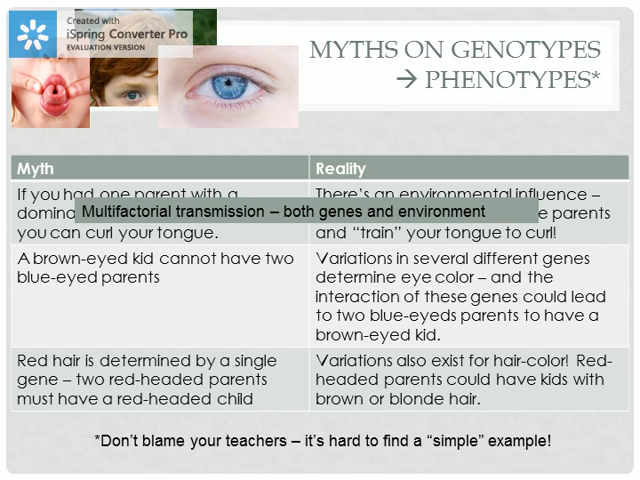 Created with
iSpring Converter Pro
EVALUATION VERSION
MYTHS ON GENOTYPES
→ PHENOTYPES*
Myth
Reality
If you had one parent with a
domina
you can curl your tongue.
There's an environmental influence –
e parents
and “train” your tongue to curl!
Multifactorial transmission – both genes and environment
A brown-eyed kid cannot have two
blue-eyed parents
Variations in several different genes
determine eye color – and the
interaction of these genes could lead
to two blue-eyeds parents to have a
brown-eyed kid.
Red hair is determined by a single
gene – two red-headed parents
must have a red-headed child
Variations also exist for hair-color! Red-
headed parents could have kids with
brown or blonde hair.
*Don’t blame your teachers – it’s hard to find a “simple” example!